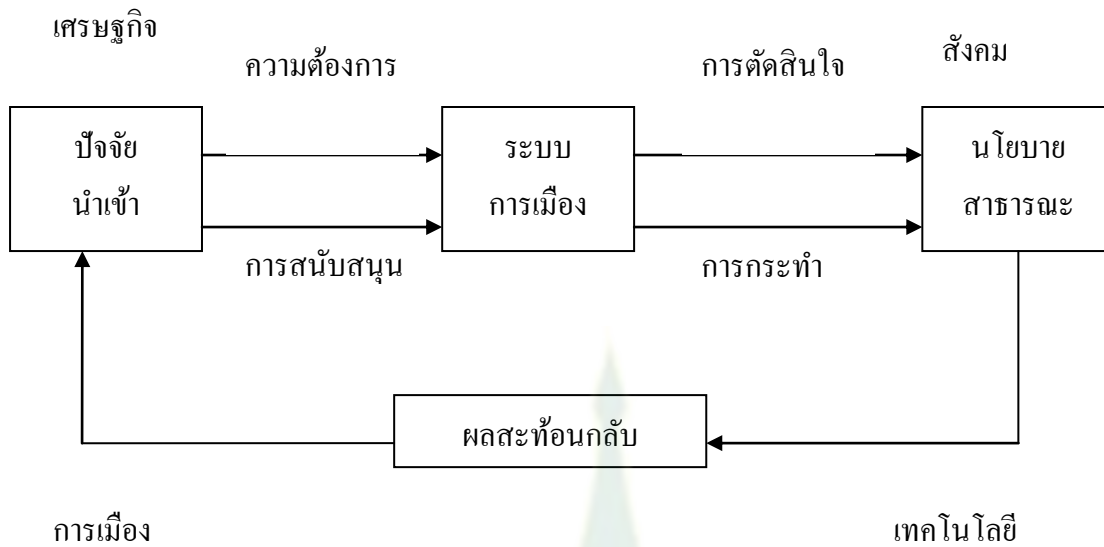 เศรษฐกิจ
สังคม
ความต้องการ
การตัดสินใจ
ปัจจัย
นำเข้า
ระบบ
การเมือง
นโยบาย
สาธารณะ
การสนับสนุน
การกระทำ
ผลสะท้อนกลับ
การเมือง
เทคโนโลยี